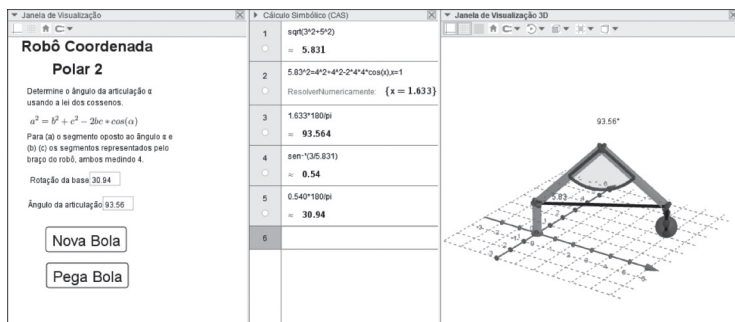 Janela de Visualização
Robô Coordenada
Polar 2
Determine o ângulo da articulação α
usando a lei dos cossenos.
a² = b² + c² − 2bc * cos(α)
Para (a) o segmento oposto ao ângulo α e
(b) (c) os segmentos representados pelo
braço do robô, ambos medindo 4.
Rotação da base 30.94
Ângulo da articulação 93.56
Nova Bola
Pega Bola
Cálculo Simbólico (CAS)
1 sqrt(3^2+5^2)
≈ 5.831
2 5.83^2=4^2+4^2-2*4*4*cos(x),x=1
ResolverNumericamente: {x = 1.633}
3 1.633*180/pi
≈ 93.564
4 sen⁻¹(3/5.831)
≈ 0.54
5 0.540*180/pi
≈ 30.94
6
Janela de Visualização 3D
93.56°
5.83